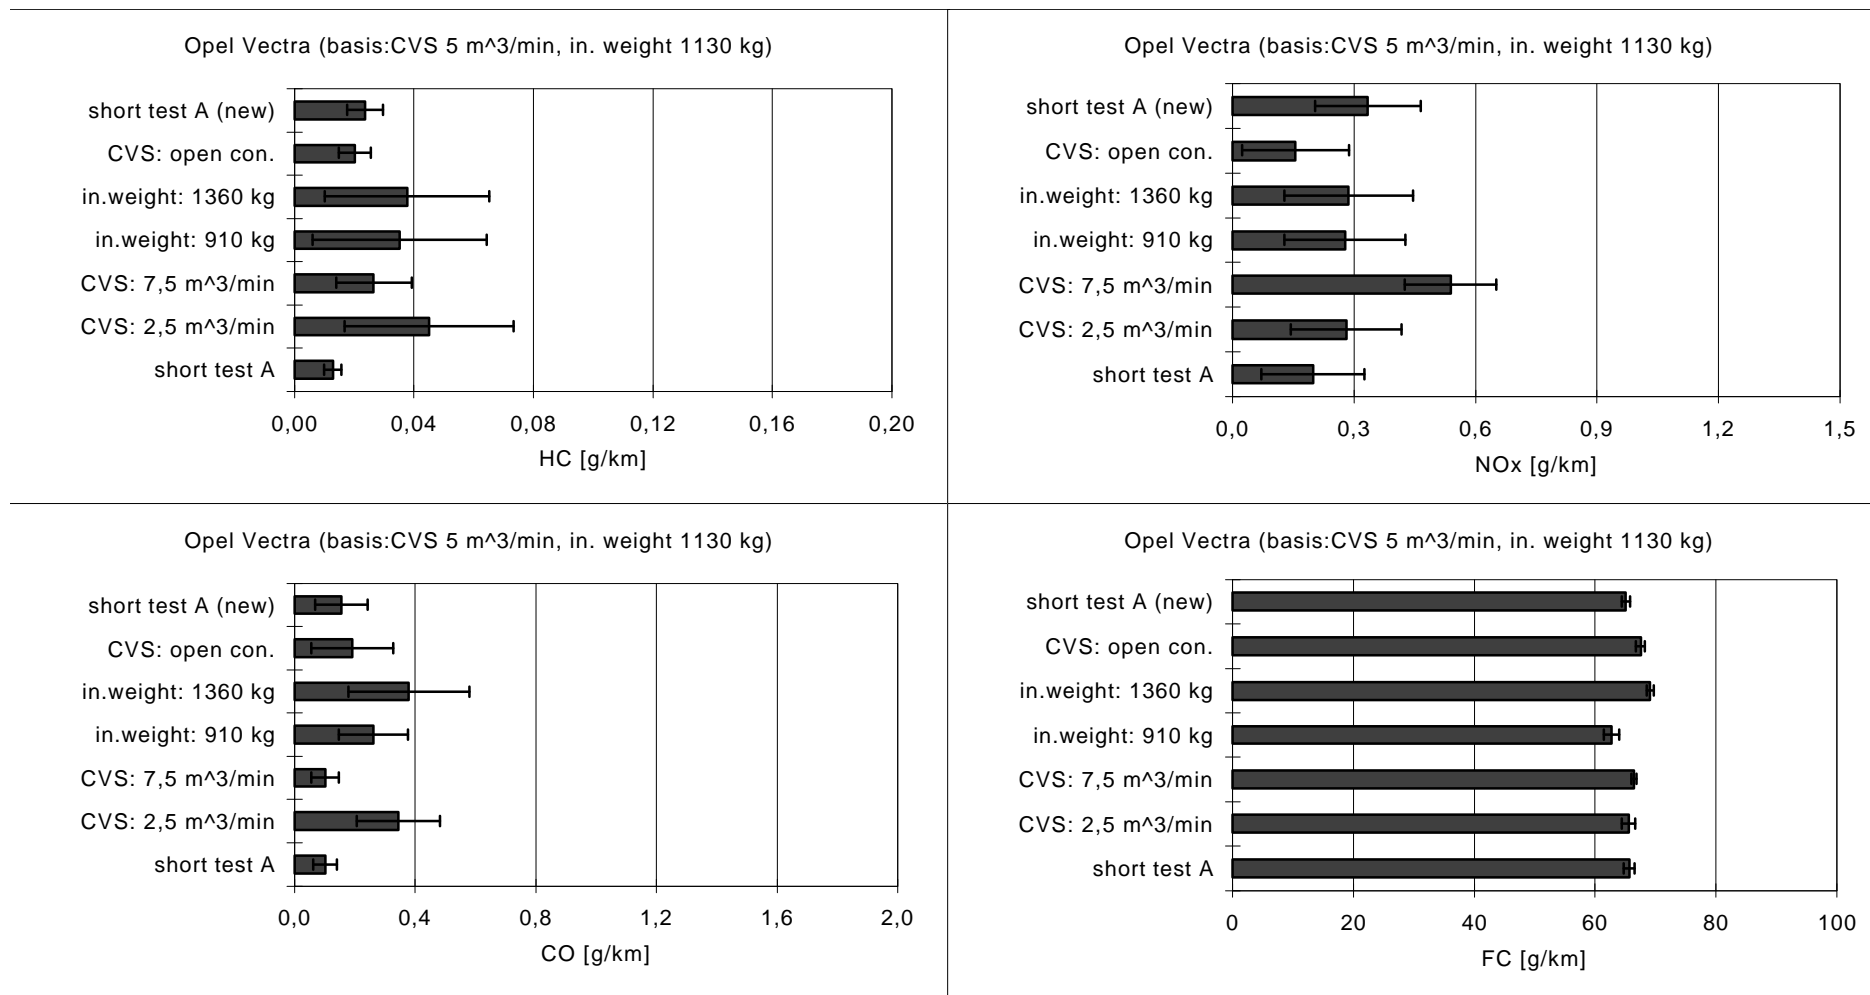 Opel Vectra (basis:CVS 5 m^3/min, in. weight 1130 kg)
short test A (new)
CVS: open con.
in.weight: 1360 kg
in.weight: 910 kg
CVS: 7,5 m^3/min
CVS: 2,5 m^3/min
short test A
0,00 0,04 0,08 0,12 0,16 0,20
HC [g/km]
Opel Vectra (basis:CVS 5 m^3/min, in. weight 1130 kg)
short test A (new)
CVS: open con.
in.weight: 1360 kg
in.weight: 910 kg
CVS: 7,5 m^3/min
CVS: 2,5 m^3/min
short test A
0,0 0,3 0,6 0,9 1,2 1,5
NOx [g/km]
Opel Vectra (basis:CVS 5 m^3/min, in. weight 1130 kg)
short test A (new)
CVS: open con.
in.weight: 1360 kg
in.weight: 910 kg
CVS: 7,5 m^3/min
CVS: 2,5 m^3/min
short test A
0,0 0,4 0,8 1,2 1,6 2,0
CO [g/km]
Opel Vectra (basis:CVS 5 m^3/min, in. weight 1130 kg)
short test A (new)
CVS: open con.
in.weight: 1360 kg
in.weight: 910 kg
CVS: 7,5 m^3/min
CVS: 2,5 m^3/min
short test A
0 20 40 60 80 100
FC [g/km]